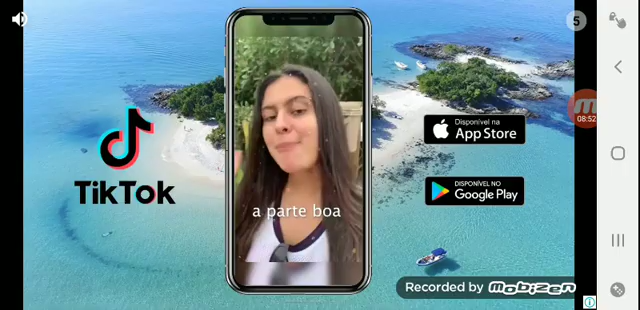 5
08:52
Disponível na
App Store
TikTok
DISPONÍVEL NO
Google Play
a parte boa
Recorded by Mobizen